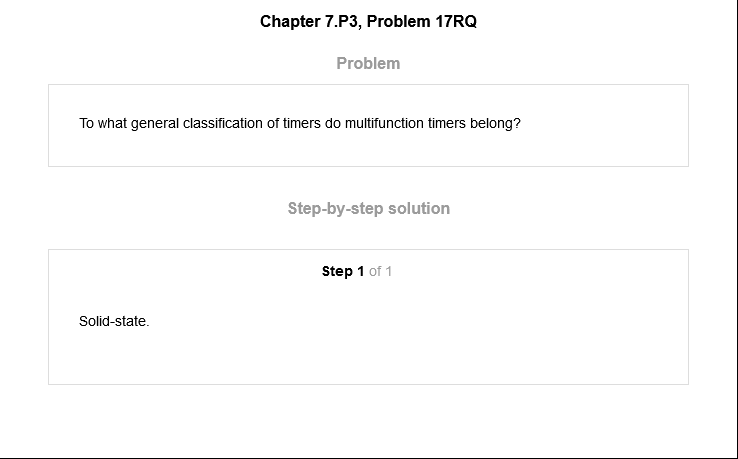 Chapter 7.P3, Problem 17RQ
Problem
To what general classification of timers do multifunction timers belong?
Step-by-step solution
Step 1 of 1
Solid-state.